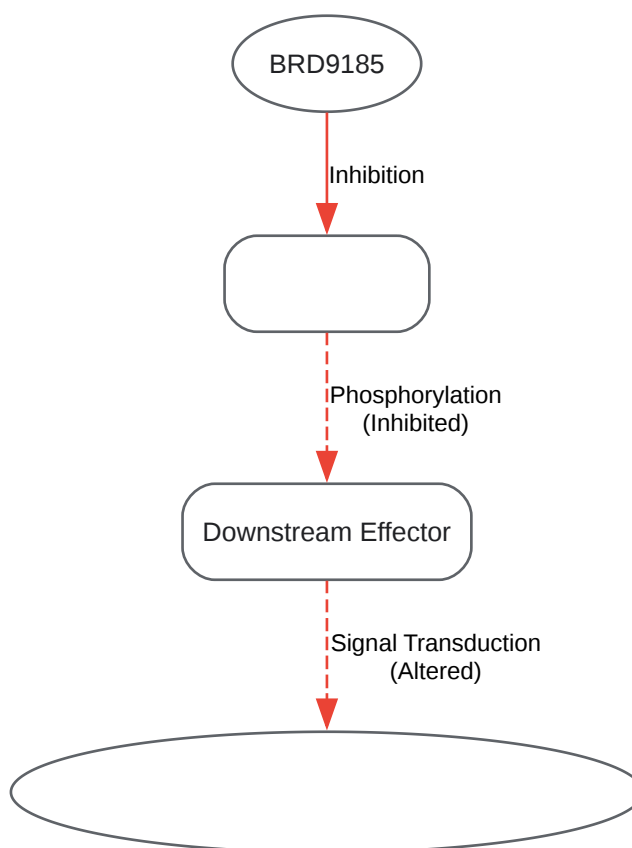 BRD9185
Inhibition
Phosphorylation
(Inhibited)
Downstream Effector
Signal Transduction
(Altered)